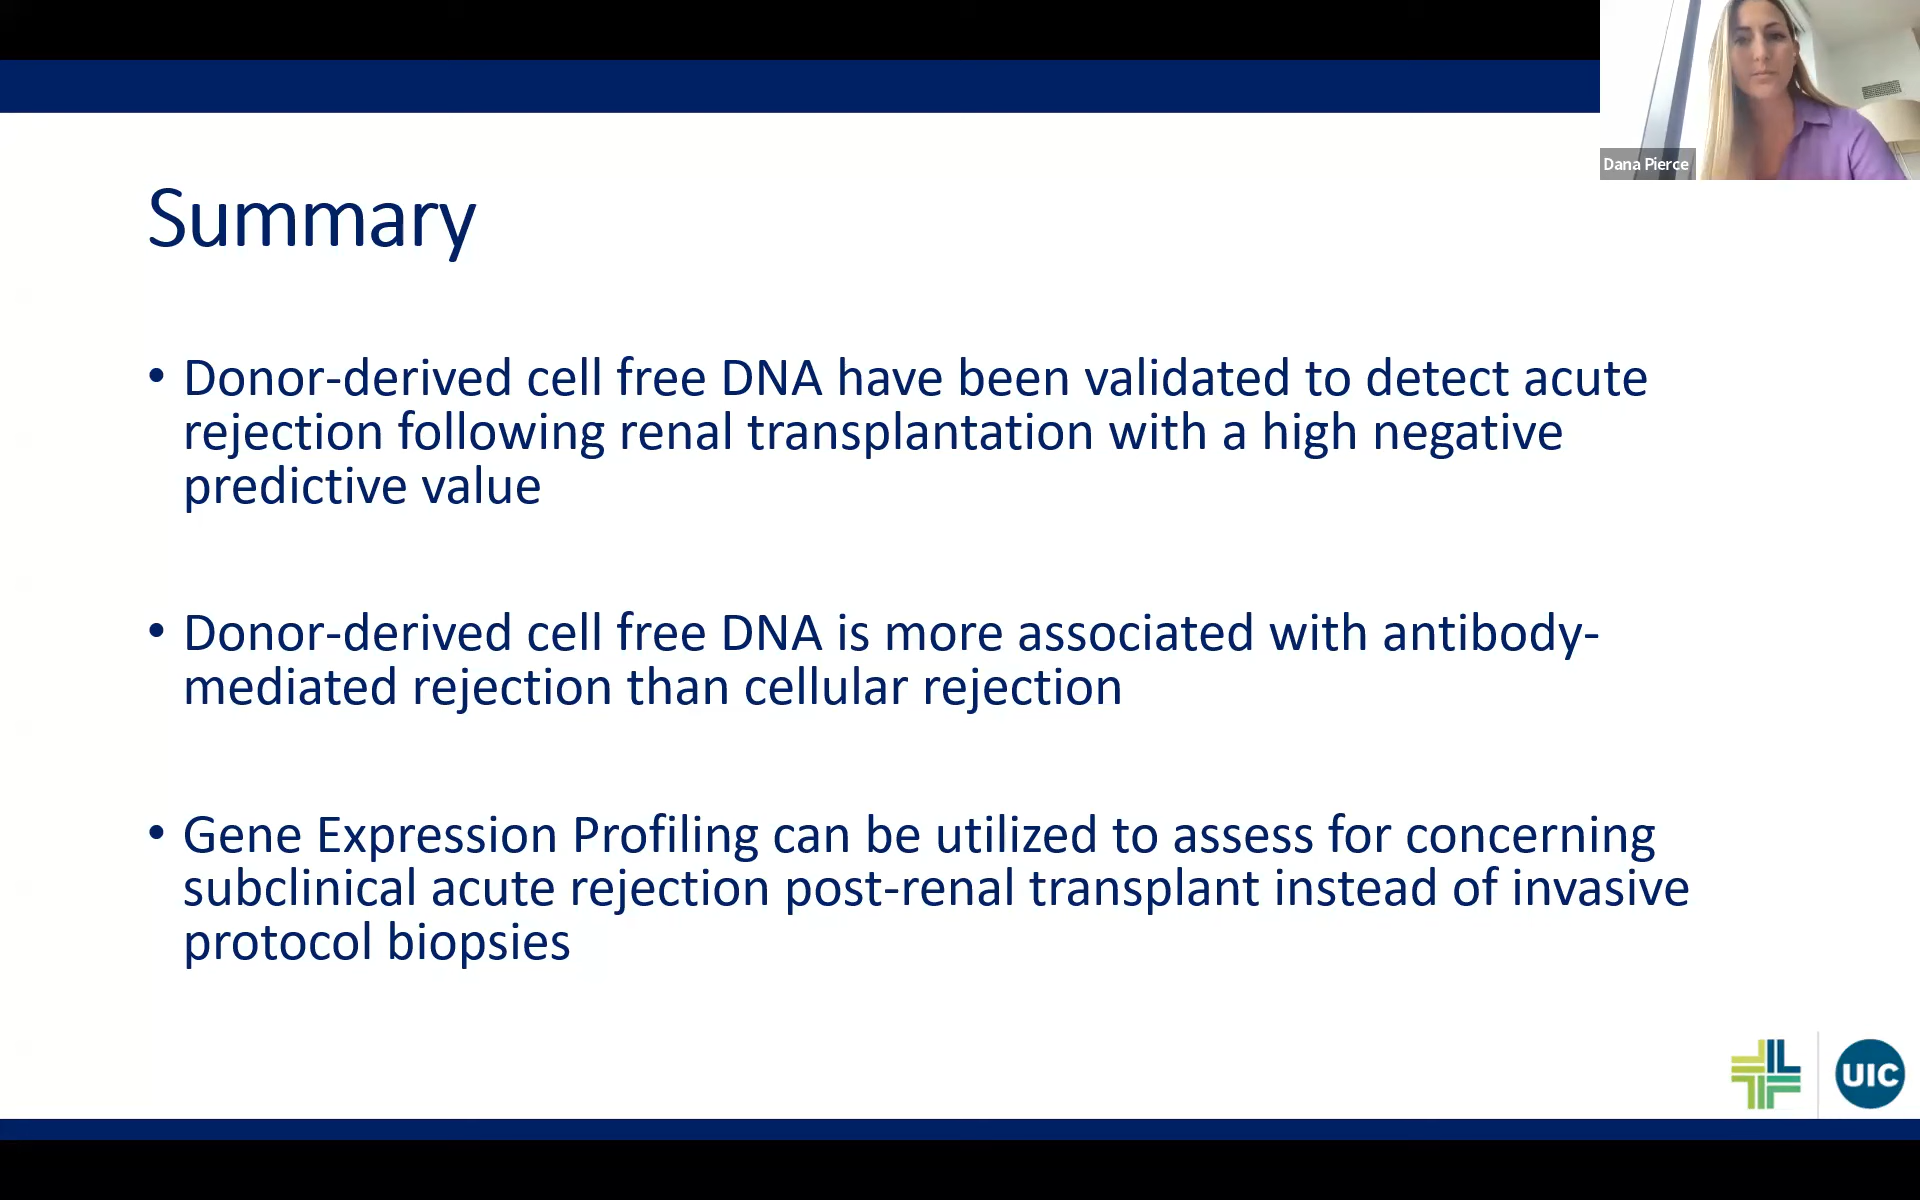 Dana Pierce
Summary
• Donor-derived cell free DNA have been validated to detect acute
rejection following renal transplantation with a high negative
predictive value
• Donor-derived cell free DNA is more associated with antibody-
mediated rejection than cellular rejection
• Gene Expression Profiling can be utilized to assess for concerning
subclinical acute rejection post-renal transplant instead of invasive
protocol biopsies
UIC